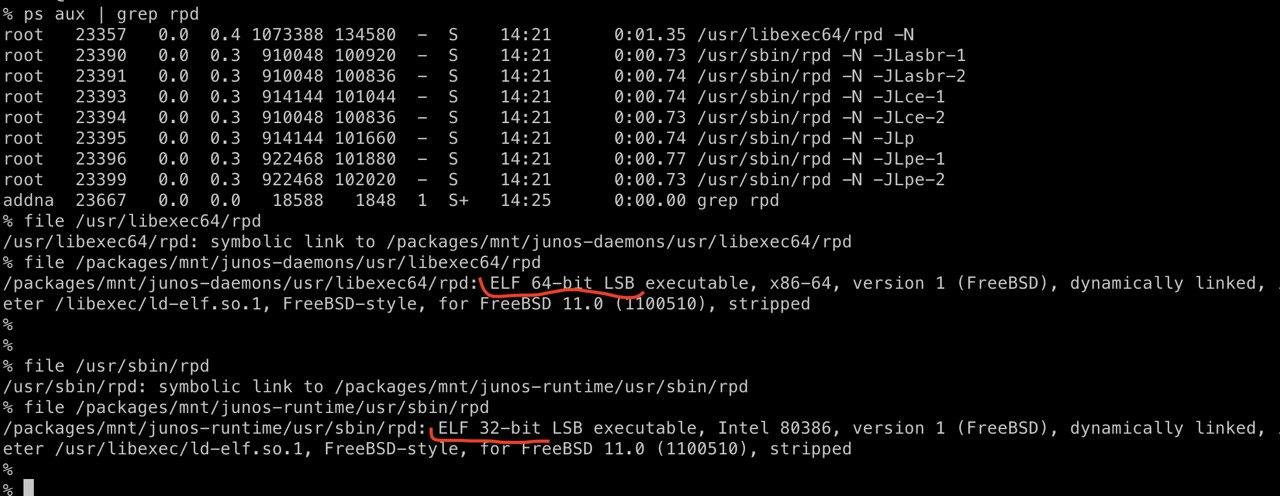 % ps aux | grep rpd
root   23357   0.0  0.4 1073388 134580  -  S    14:21      0:01.35 /usr/libexec64/rpd -N
root   23390   0.0  0.3  910048 100920  -  S    14:21      0:00.73 /usr/sbin/rpd -N -JLasbr-1
root   23391   0.0  0.3  910048 100836  -  S    14:21      0:00.74 /usr/sbin/rpd -N -JLasbr-2
root   23393   0.0  0.3  914144 101044  -  S    14:21      0:00.74 /usr/sbin/rpd -N -JLce-1
root   23394   0.0  0.3  910048 100836  -  S    14:21      0:00.73 /usr/sbin/rpd -N -JLce-2
root   23395   0.0  0.3  914144 101660  -  S    14:21      0:00.74 /usr/sbin/rpd -N -JLp
root   23396   0.0  0.3  922468 101880  -  S    14:21      0:00.77 /usr/sbin/rpd -N -JLpe-1
root   23399   0.0  0.3  922468 102020  -  S    14:21      0:00.73 /usr/sbin/rpd -N -JLpe-2
addna  23667   0.0  0.0   18588   1848  1  S+   14:25      0:00.00 grep rpd
% file /usr/libexec64/rpd
/usr/libexec64/rpd: symbolic link to /packages/mnt/junos-daemons/usr/libexec64/rpd
% file /packages/mnt/junos-daemons/usr/libexec64/rpd
/packages/mnt/junos-daemons/usr/libexec64/rpd: ELF 64-bit LSB executable, x86-64, version 1 (FreeBSD), dynamically linked,
eter /libexec/ld-elf.so.1, FreeBSD-style, for FreeBSD 11.0 (1100510), stripped
%
%
% file /usr/sbin/rpd
/usr/sbin/rpd: symbolic link to /packages/mnt/junos-runtime/usr/sbin/rpd
% file /packages/mnt/junos-runtime/usr/sbin/rpd
/packages/mnt/junos-runtime/usr/sbin/rpd: ELF 32-bit LSB executable, Intel 80386, version 1 (FreeBSD), dynamically linked,
eter /usr/libexec/ld-elf.so.1, FreeBSD-style, for FreeBSD 11.0 (1100510), stripped
%
%